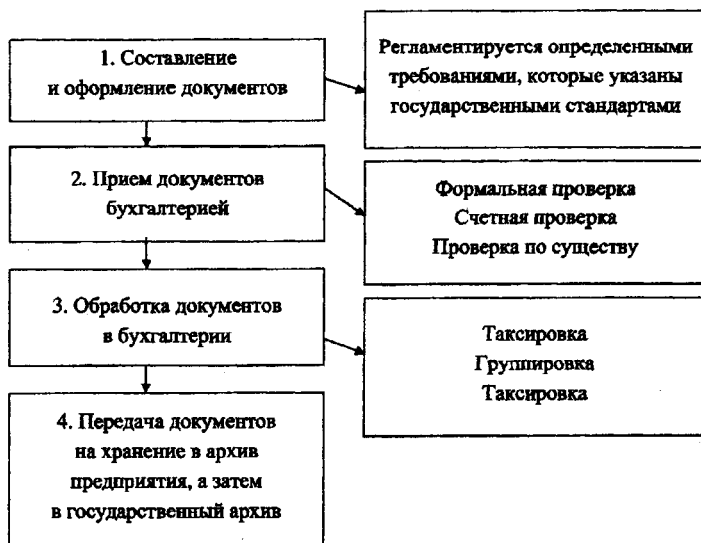 1. Составление
и оформление документов
Регламентируется определенными
требованиями, которые указаны
государственными стандартами
2. Прием документов
бухгалтерией
Формальная проверка
Счетная проверка
Проверка по существу
3. Обработка документов
в бухгалтерии
Таксировка
Группировка
Таксировка
4. Передача документов
на хранение в архив
предприятия, а затем
в государственный архив